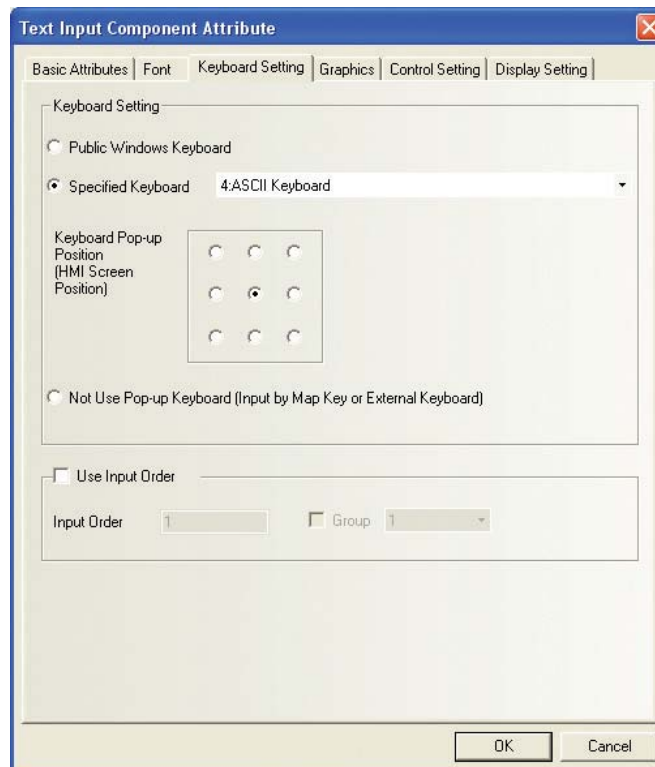 Text Input Component Attribute
Basic Attributes Font Keyboard Setting Graphics Control Setting Display Setting
Keyboard Setting
Public Windows Keyboard
Specified Keyboard 4:ASCII Keyboard
Keyboard Pop-up
Position
(HMI Screen
Position)
Not Use Pop-up Keyboard (Input by Map Key or External Keyboard)
Use Input Order
Input Order 1 Group 1
OK Cancel